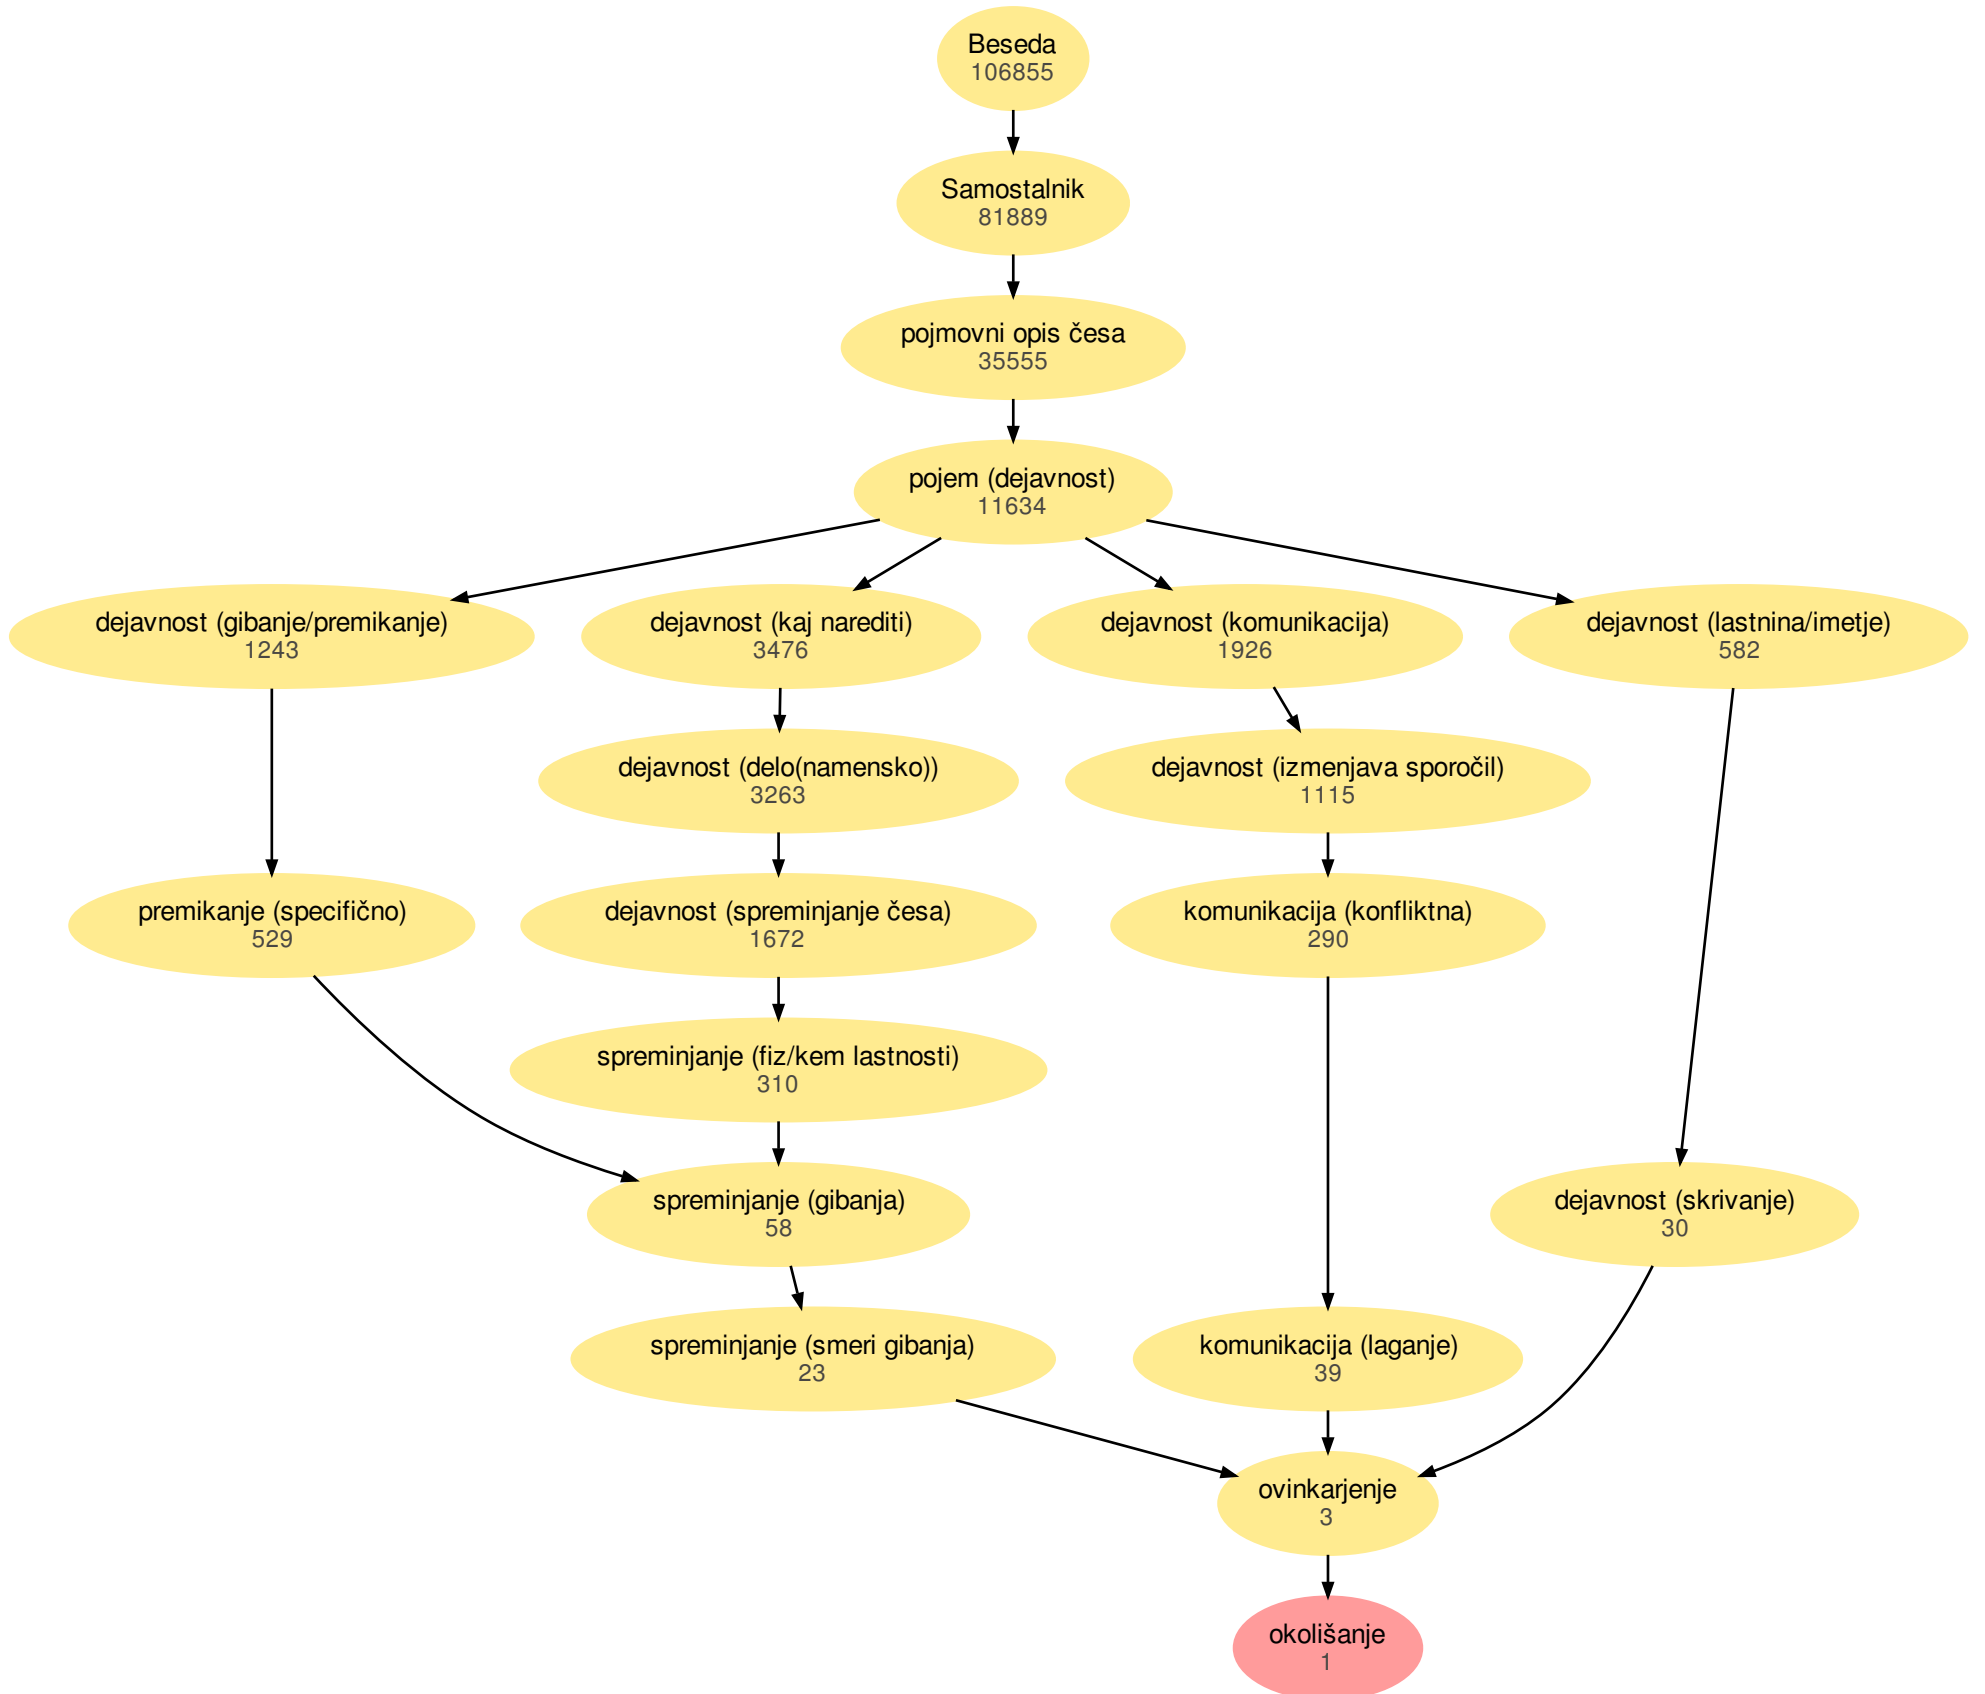 Beseda
106855
Samostalnik
81889
pojmovni opis česa
35555
pojem (dejavnost)
11634
dejavnost (gibanje/premikanje)
1243
dejavnost (kaj narediti)
3476
dejavnost (komunikacija)
1926
dejavnost (lastnina/imetje)
582
dejavnost (delo(namensko))
3263
dejavnost (izmenjava sporočil)
1115
premikanje (specifično)
529
dejavnost (spreminjanje česa)
1672
komunikacija (konfliktna)
290
spreminjanje (fiz/kem lastnosti)
310
spreminjanje (gibanja)
58
dejavnost (skrivanje)
30
spreminjanje (smeri gibanja)
23
komunikacija (laganje)
39
ovinkarjenje
3
okolišanje
1